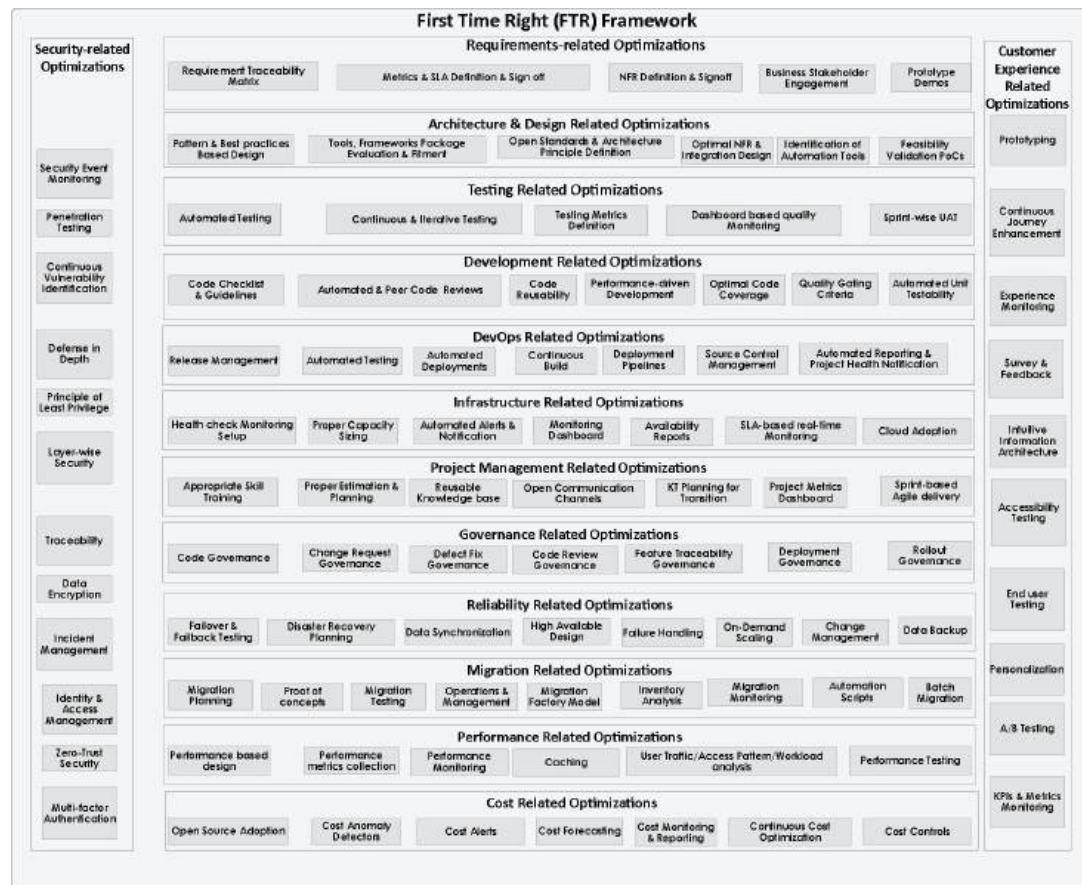 First Time Right (FTR) Framework
Security-related
Optimizations
Security Event
Monitoring
Penetration
Testing
Continuous
Vulnerability
Identification
Defense in
Depth
Principle of
Least Privilege
Layer-wise
Security
Traceability
Data
Encryption
Incident
Management
Identity &
Access
Management
Zero-Trust
Security
Multi-factor
Authentication
Requirements-related Optimizations
Requirement Traceability
Matrix
Metrics & SLA Definition & Sign off
NFR Definition & Signoff
Business Stakeholder
Engagement
Prototype
Demos
Architecture & Design Related Optimizations
Pattern & Best practices
Based Design
Tools, Frameworks Package
Evaluation & Fitment
Open Standards & Architecture
Principle Definition
Optimal NFR &
Integration Design
Identification of
Automation Tools
Feasibility
Validation PoCs
Testing Related Optimizations
Automated Testing
Continuous & Iterative Testing
Testing Metrics
Definition
Dashboard based quality
Monitoring
Sprint-wise UAT
Development Related Optimizations
Code Checklist
& Guidelines
Automated & Peer Code Reviews
Code
Reusability
Performance-driven
Development
Optimal Code
Coverage
Quality Gating
Criteria
Automated Unit
Testability
DevOps Related Optimizations
Release Management
Automated Testing
Automated
Deployments
Continuous
Build
Deployment
Pipelines
Source Control
Management
Automated Reporting &
Project Health Notification
Infrastructure Related Optimizations
Health check Monitoring
Setup
Proper Capacity
Sizing
Automated Alerts &
Notification
Monitoring
Dashboard
Availability
Reports
SLA-based real-time
Monitoring
Cloud Adoption
Project Management Related Optimizations
Appropriate Skill
Training
Proper Estimation &
Planning
Reusable
Knowledge base
Open Communication
Channels
KT Planning for
Transition
Project Metrics
Dashboard
Sprint-based
Agile delivery
Governance Related Optimizations
Code Governance
Change Request
Governance
Defect Fix
Governance
Code Review
Governance
Feature Traceability
Governance
Deployment
Governance
Rollout
Governance
Reliability Related Optimizations
Failover &
Failback Testing
Disaster Recovery
Planning
Data Synchronization
High Available
Design
Failure Handling
On-Demand
Scaling
Change
Management
Data Backup
Migration Related Optimizations
Migration
Planning
Proof of
concepts
Migration
Testing
Operations &
Management
Migration
Factory Model
Inventory
Analysis
Migration
Monitoring
Automation
Scripts
Batch
Migration
Performance Related Optimizations
Performance based
design
Performance
metrics collection
Performance
Monitoring
Caching
User Traffic/Access Pattern/Workload
analysis
Performance Testing
Cost Related Optimizations
Open Source Adoption
Cost Anomaly
Detectors
Cost Alerts
Cost Forecasting
Cost Monitoring
& Reporting
Continuous Cost
Optimization
Cost Controls
Customer
Experience
Related
Optimizations
Prototyping
Continuous
Journey
Enhancement
Experience
Monitoring
Survey &
Feedback
Intuitive
Information
Architecture
Accessibility
Testing
End user
Testing
Personalization
A/B Testing
KPIs & Metrics
Monitoring